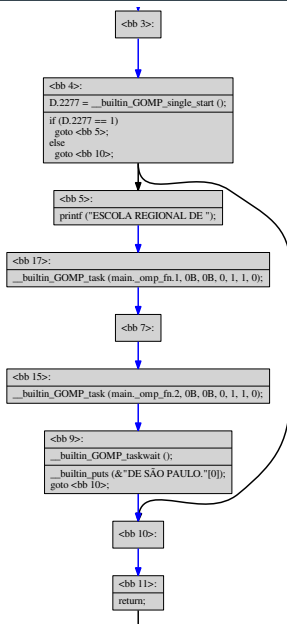 <bb 3>:
<bb 4>:
D.2277 = __builtin_GOMP_single_start ();
if (D.2277 == 1)
goto <bb 5>;
else
goto <bb 10>;
<bb 5>:
printf ("ESCOLA REGIONAL DE ");
<bb 17>:
__builtin_GOMP_task (main._omp_fn.1, 0B, 0B, 0, 1, 1, 0);
<bb 7>:
<bb 15>:
__builtin_GOMP_task (main._omp_fn.2, 0B, 0B, 0, 1, 1, 0);
<bb 9>:
__builtin_GOMP_taskwait ();
__builtin_puts (&"DE SÃO PAULO."[0]);
goto <bb 10>;
<bb 10>:
<bb 11>:
return;